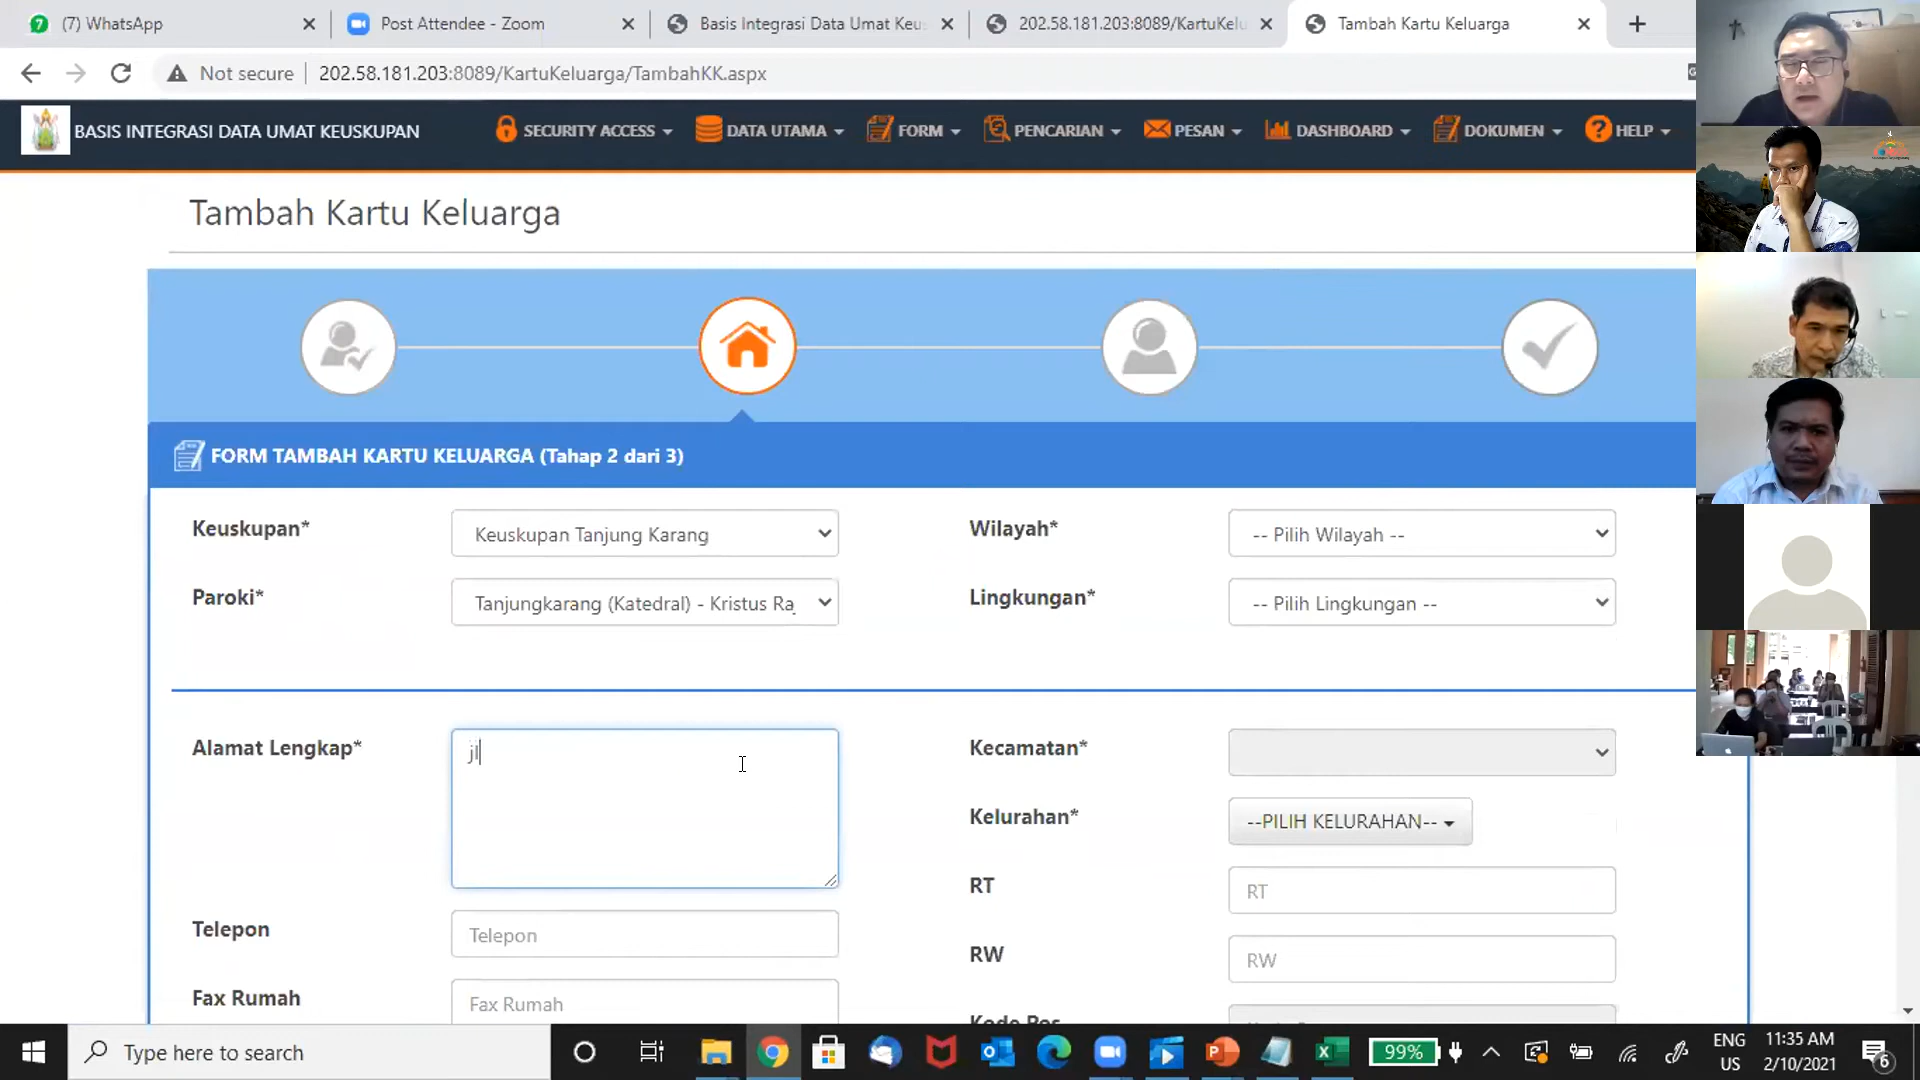 (7) WhatsApp
Post Attendee - Zoom
Basis Integrasi Data Umat Keus
202.58.181.203:8089/KartuKelu
Tambah Kartu Keluarga
Not secure
202.58.181.203:8089/KartuKeluarga/TambahKK.aspx
BASIS INTEGRASI DATA UMAT KEUSKUPAN
SECURITY ACCESS
DATA UTAMA
FORM
PENCARIAN
PESAN
DASHBOARD
DOKUMEN
HELP
Tambah Kartu Keluarga
FORM TAMBAH KARTU KELUARGA (Tahap 2 dari 3)
Keuskupan*
Keuskupan Tanjung Karang
Wilayah*
-- Pilih Wilayah --
Paroki*
Tanjungkarang (Katedral) - Kristus Raj
Lingkungan*
-- Pilih Lingkungan --
Alamat Lengkap*
jl
Kecamatan*
Kelurahan*
--PILIH KELURAHAN--
RT
RT
Telepon
Telepon
RW
RW
Fax Rumah
Fax Rumah
Kode Pos
Type here to search
99%
ENG
US
11:35 AM
2/10/2021
6